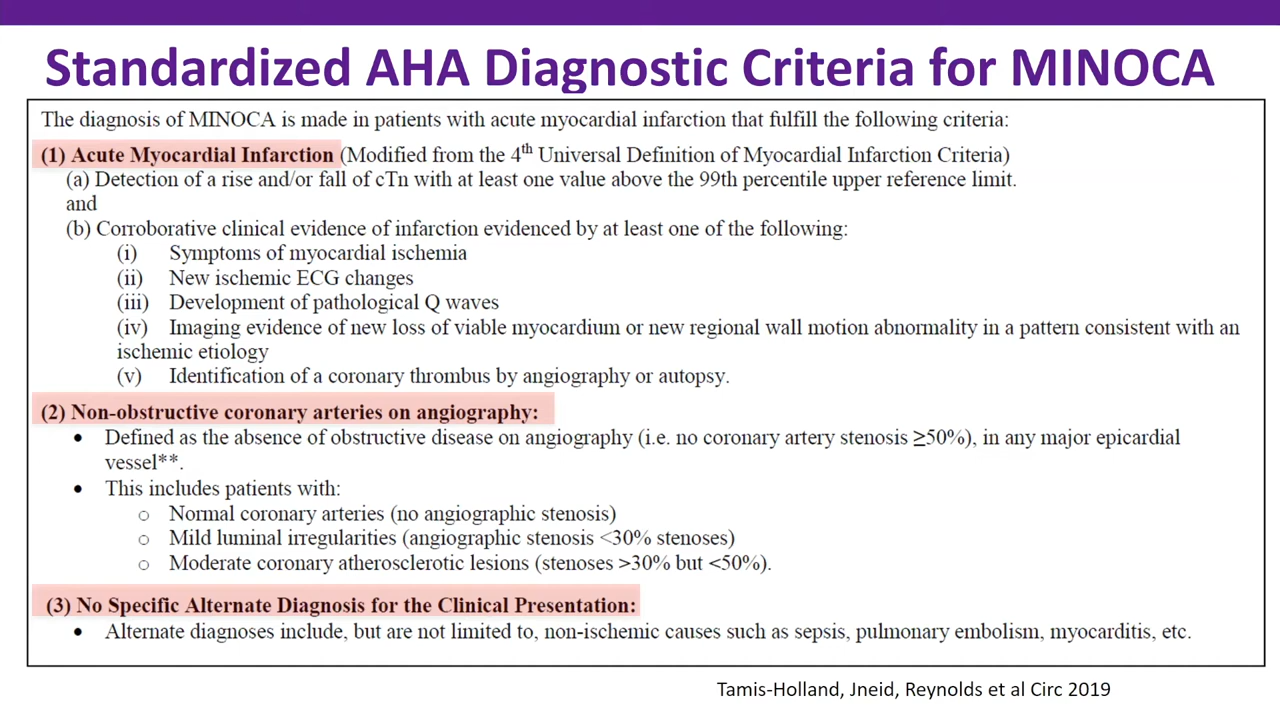 Standardized AHA Diagnostic Criteria for MINOCA
The diagnosis of MINOCA is made in patients with acute myocardial infarction that fulfill the following criteria:
(1) Acute Myocardial Infarction (Modified from the 4th Universal Definition of Myocardial Infarction Criteria)
(a) Detection of a rise and/or fall of cTn with at least one value above the 99th percentile upper reference limit.
and
(b) Corroborative clinical evidence of infarction evidenced by at least one of the following:
(i) Symptoms of myocardial ischemia
(ii) New ischemic ECG changes
(iii) Development of pathological Q waves
(iv) Imaging evidence of new loss of viable myocardium or new regional wall motion abnormality in a pattern consistent with an
ischemic etiology
(v) Identification of a coronary thrombus by angiography or autopsy.
(2) Non-obstructive coronary arteries on angiography:
• Defined as the absence of obstructive disease on angiography (i.e. no coronary artery stenosis ≥50%), in any major epicardial
vessel**.
• This includes patients with:
○ Normal coronary arteries (no angiographic stenosis)
○ Mild luminal irregularities (angiographic stenosis <30% stenoses)
○ Moderate coronary atherosclerotic lesions (stenoses >30% but <50%).
(3) No Specific Alternate Diagnosis for the Clinical Presentation:
• Alternate diagnoses include, but are not limited to, non-ischemic causes such as sepsis, pulmonary embolism, myocarditis, etc.
Tamis-Holland, Jneid, Reynolds et al Circ 2019